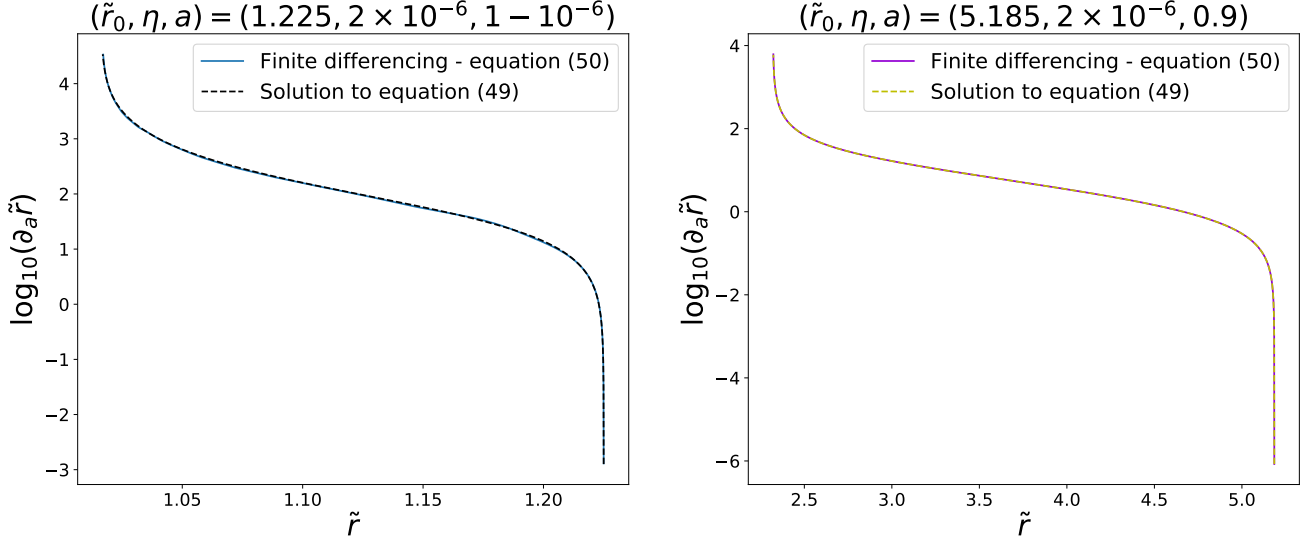 (r̃₀, η, a) = (1.225, 2 × 10⁻⁶, 1 − 10⁻⁶)
Finite differencing - equation (50)
Solution to equation (49)
log₁₀(∂ₐr̃)
4
3
2
1
0
−1
−2
−3
1.05
1.10
1.15
1.20
r̃
(r̃₀, η, a) = (5.185, 2 × 10⁻⁶, 0.9)
Finite differencing - equation (50)
Solution to equation (49)
log₁₀(∂ₐr̃)
4
2
0
−2
−4
−6
2.5
3.0
3.5
4.0
4.5
5.0
r̃